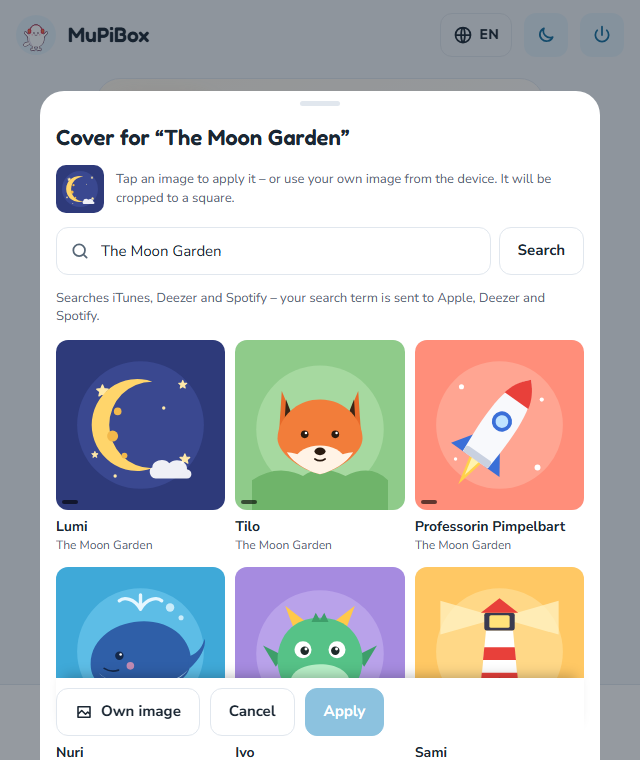 MuPiBox
EN
Cover for “The Moon Garden”
Tap an image to apply it – or use your own image from the device. It will be
cropped to a square.
The Moon Garden
Search
Searches iTunes, Deezer and Spotify – your search term is sent to Apple, Deezer and
Spotify.
Lumi
The Moon Garden
Tilo
The Moon Garden
Professorin Pimpelbart
The Moon Garden
Own image
Cancel
Apply
Nuri
Ivo
Sami